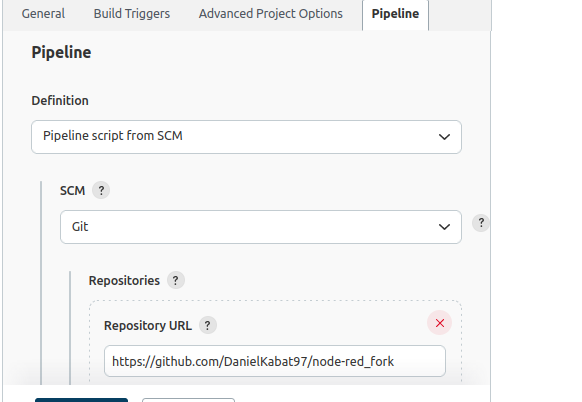 General Build Triggers Advanced Project Options Pipeline
Pipeline
Definition
Pipeline script from SCM
SCM ?
Git
?
Repositories ?
Repository URL ?
https://github.com/DanielKabat97/node-red_fork